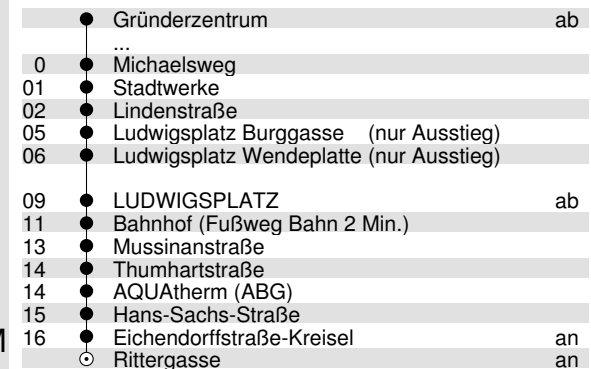 Gründerzentrum ab
...
0 Michaelsweg
01 Stadtwerke
02 Lindenstraße
05 Ludwigsplatz Burggasse (nur Ausstieg)
06 Ludwigsplatz Wendeplatte (nur Ausstieg)
09 LUDWIGSPLATZ ab
11 Bahnhof (Fußweg Bahn 2 Min.)
13 Mussinanstraße
14 Thumhartstraße
14 AQUAtherm (ABG)
15 Hans-Sachs-Straße
16 Eichendorffstraße-Kreisel an
Rittergasse an